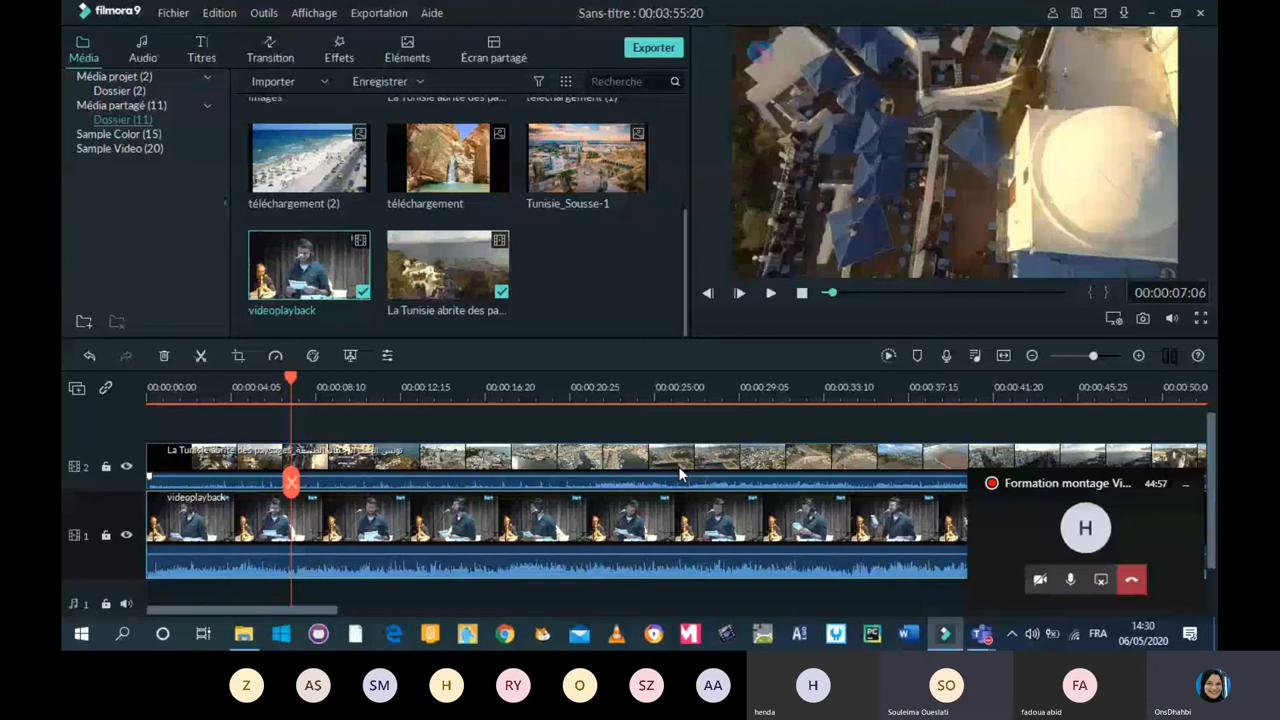 filmora9
Fichier Edition Outils Affichage Exportation Aide
Sans-titre : 00:03:55:20
Média Audio Titres Transition Effets Eléments Écran partagé
Exporter
Média projet (2)
Dossier (2)
Média partagé (11)
Dossier (11)
Sample Color (15)
Sample Video (20)
Importer Enregistrer Recherche
images La Tunisie abrite des pa... téléchargement (1)
téléchargement (2) téléchargement Tunisie_Sousse-1
videoplayback La Tunisie abrite des pa...
00:00:07:06
00:00:00:00 00:00:04:05 00:00:08:10 00:00:12:15 00:00:16:20 00:00:20:25 00:00:25:00 00:00:29:05 00:00:33:10 00:00:37:15 00:00:41:20 00:00:45:25 00:00:50:0
La Tunisie abrite des paysages
2
videoplayback
1
1
Formation montage Vi... 44:57
H
FRA
14:30
06/05/2020
Z AS SM H RY O SZ AA H SO FA
henda Souleima Oueslati fadoua abid OnsDhahbi